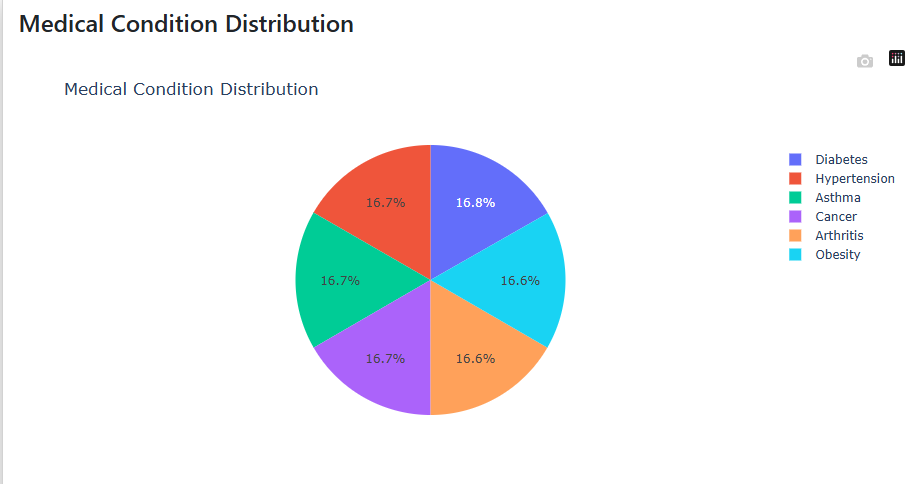 Medical Condition Distribution
Medical Condition Distribution
16.7% 16.8%
16.7% 16.6%
16.7% 16.6%
Diabetes
Hypertension
Asthma
Cancer
Arthritis
Obesity